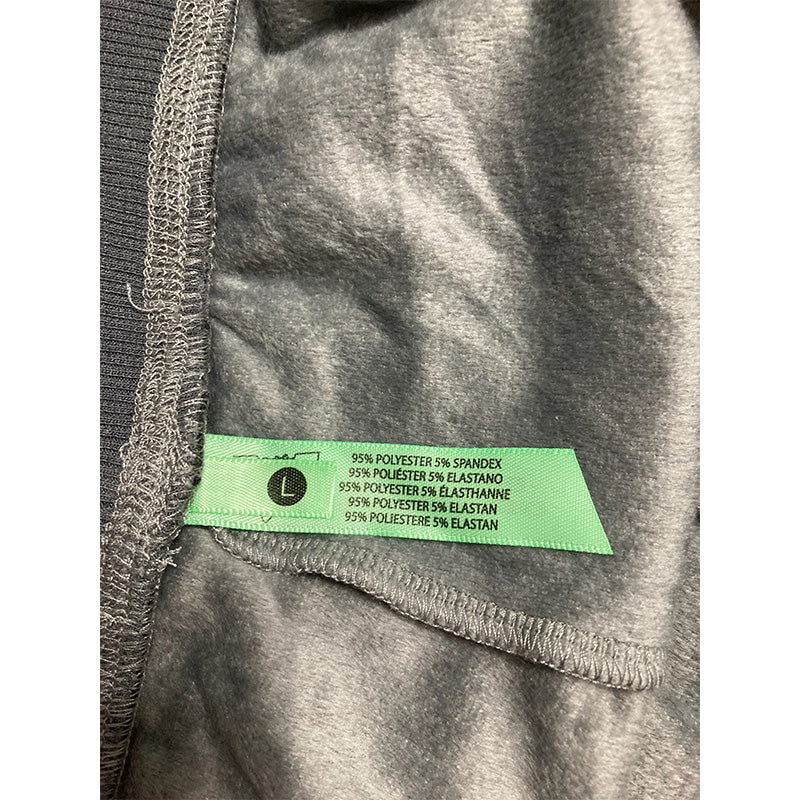 L
95% POLYESTER 5% SPANDEX
95% POLIÉSTER 5% ELASTANO
95% POLYESTER 5% ÉLASTHANNE
95% POLYESTER 5% ELASTAN
95% POLIESTERE 5% ELASTAN